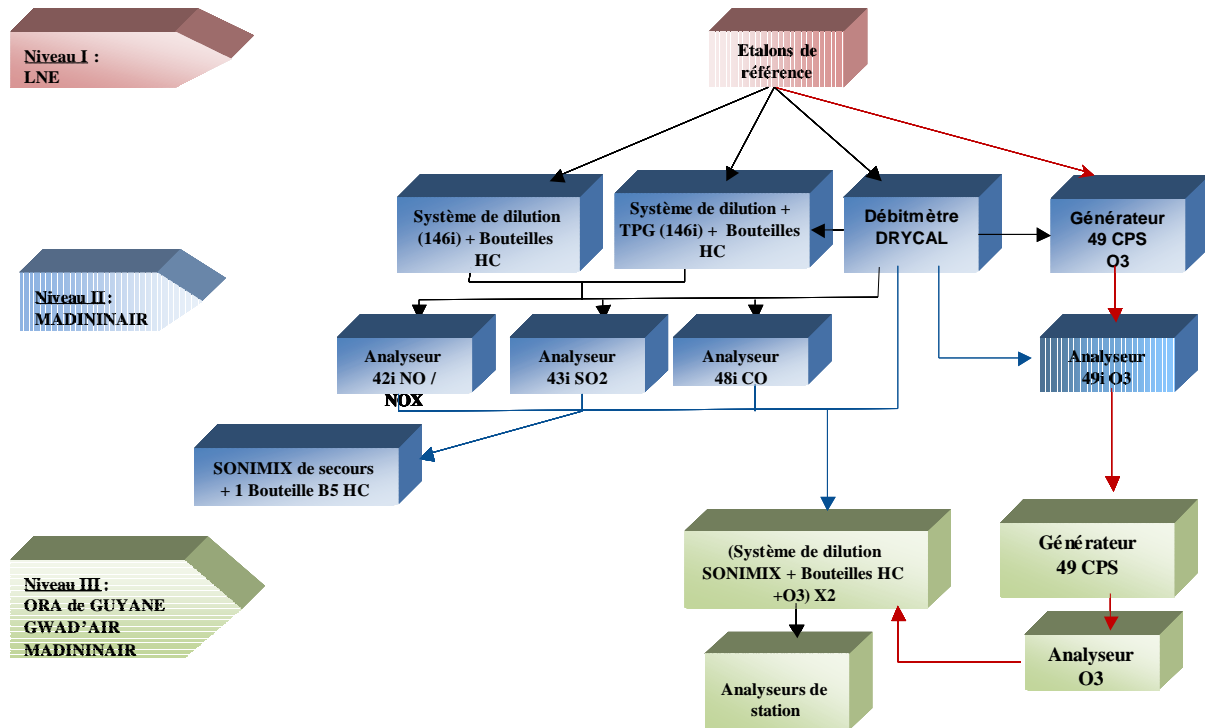 Niveau I :
LNE
Etalons de
référence
Système de dilution
(146i) + Bouteilles
HC
Système de dilution +
TPG (146i) + Bouteilles
HC
Débitmètre
DRYCAL
Générateur
49 CPS
O3
Niveau II :
MADININAIR
Analyseur
42i NO /
NOX
Analyseur
43i SO2
Analyseur
48i CO
Analyseur
49i O3
SONIMIX de secours
+ 1 Bouteille B5 HC
Niveau III :
ORA de GUYANE
GWAD’AIR
MADININAIR
(Système de dilution
SONIMIX + Bouteilles HC
+O3) X2
Générateur
49 CPS
Analyseurs de
station
Analyseur
O3